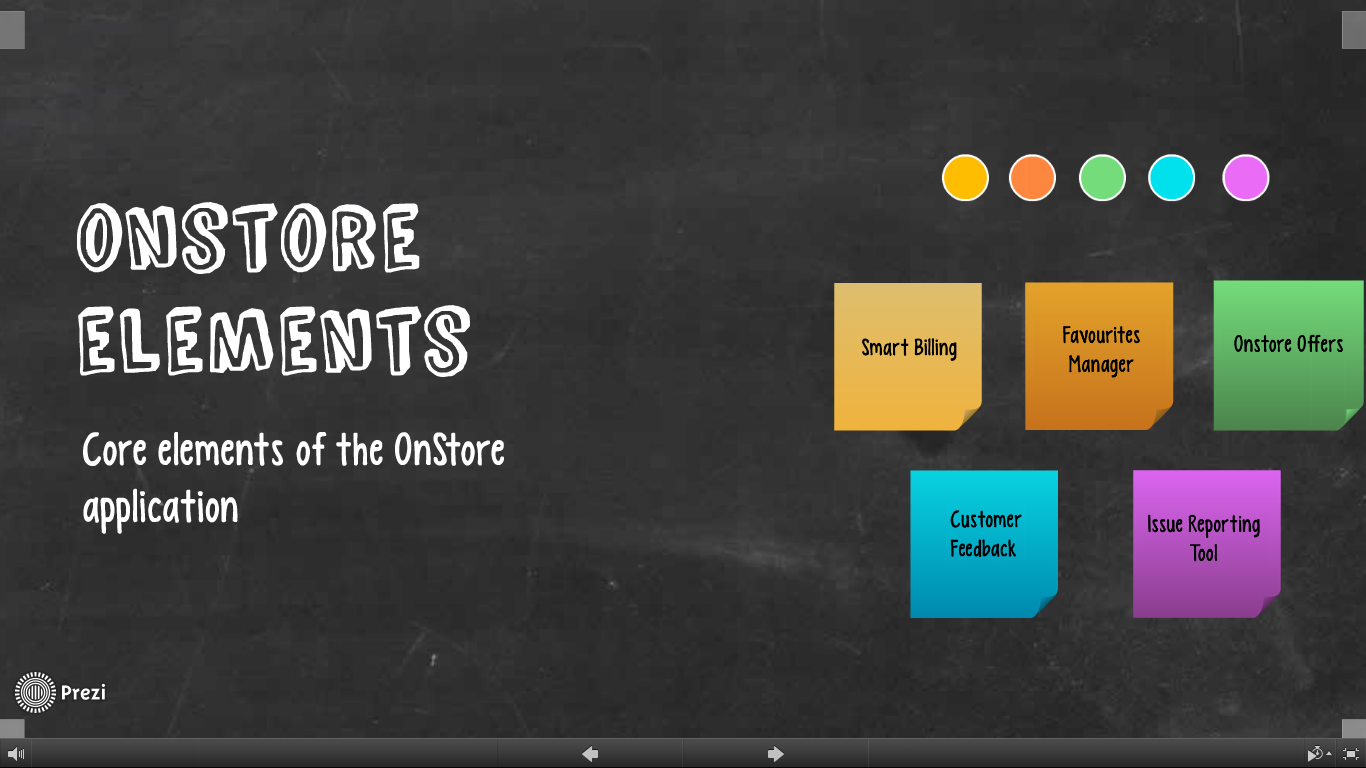 ONSTORE
ELEMENTS
Core elements of the OnStore
application
Smart Billing
Favourites
Manager
Onstore Offers
Customer
Feedback
Issue Reporting
Tool
Prezi